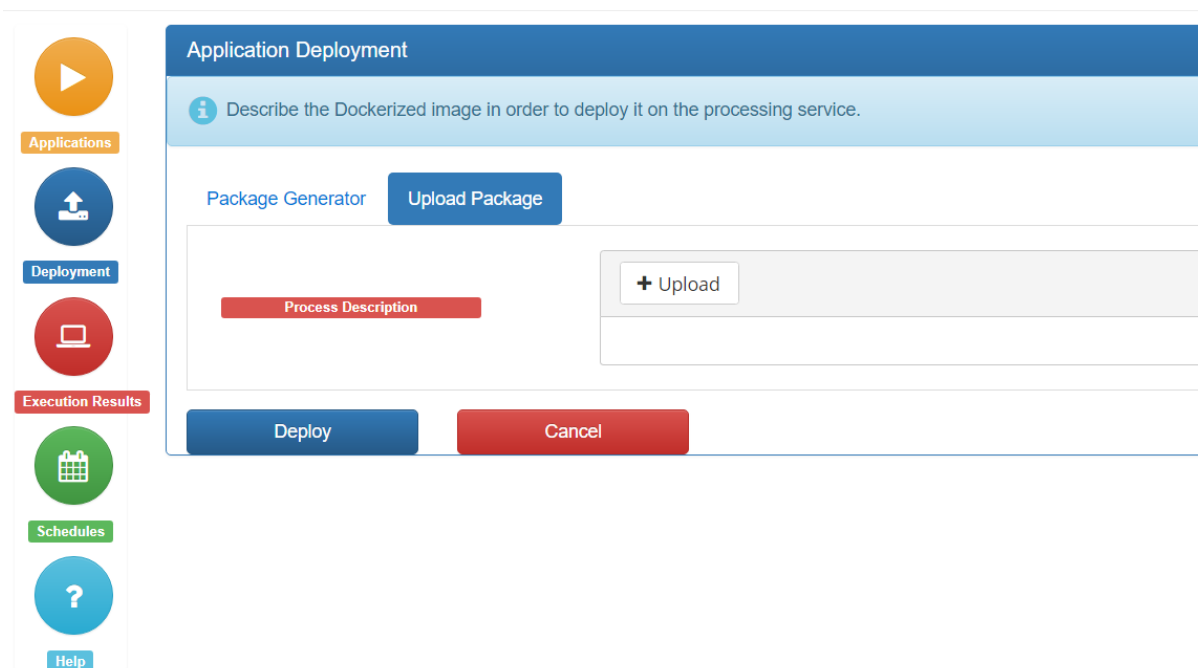 Applications
Deployment
Execution Results
Schedules
?
Help
Application Deployment
i Describe the Dockerized image in order to deploy it on the processing service.
Package Generator
Upload Package
Process Description
+ Upload
Deploy
Cancel